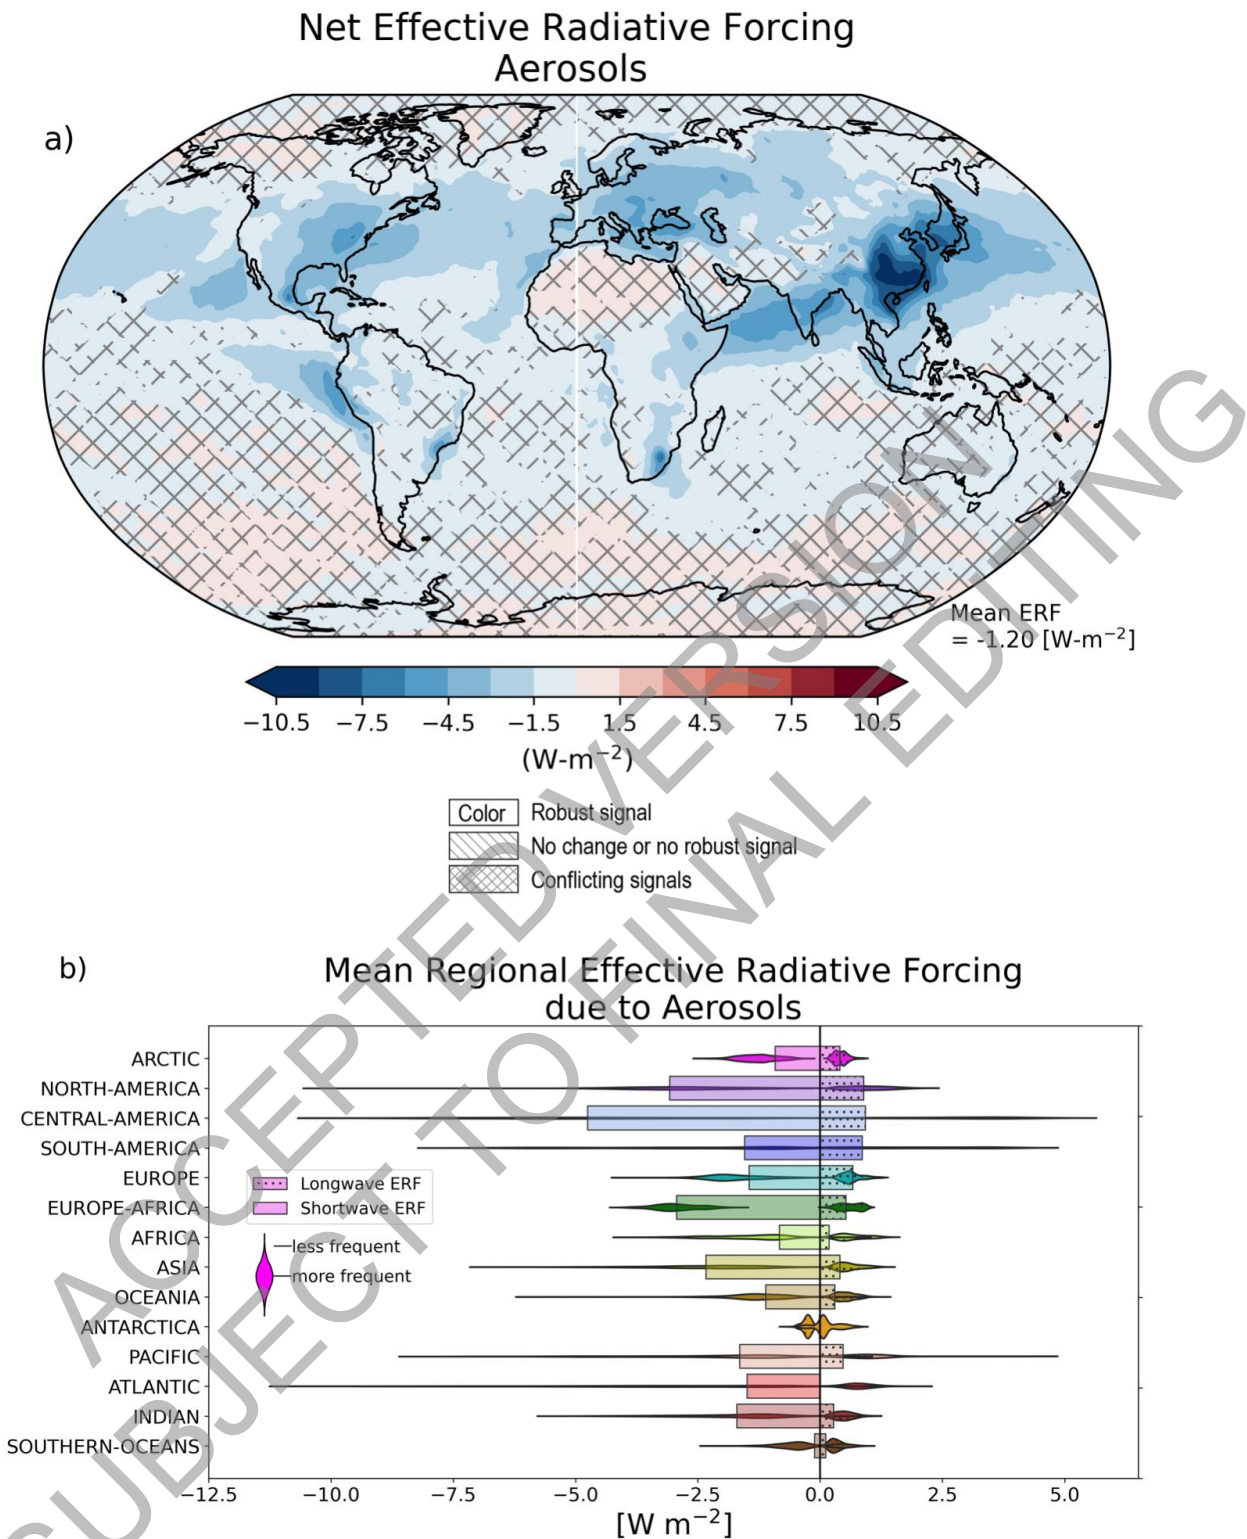 Net Effective Radiative Forcing
Aerosols
a)
Mean ERF
= -1.20 [W-m⁻²]
−10.5 −7.5 −4.5 −1.5 1.5 4.5 7.5 10.5
(W-m⁻²)
Color Robust signal
No change or no robust signal
Conflicting signals
b)
Mean Regional Effective Radiative Forcing
due to Aerosols
ARCTIC
NORTH-AMERICA
CENTRAL-AMERICA
SOUTH-AMERICA
EUROPE
EUROPE-AFRICA
AFRICA
ASIA
OCEANIA
ANTARCTICA
PACIFIC
ATLANTIC
INDIAN
SOUTHERN-OCEANS
Longwave ERF
Shortwave ERF
less frequent
more frequent
−12.5 −10.0 −7.5 −5.0 −2.5 0.0 2.5 5.0
[W m⁻²]
ACCEPTED VERSION
SUBJECT TO FINAL EDITING